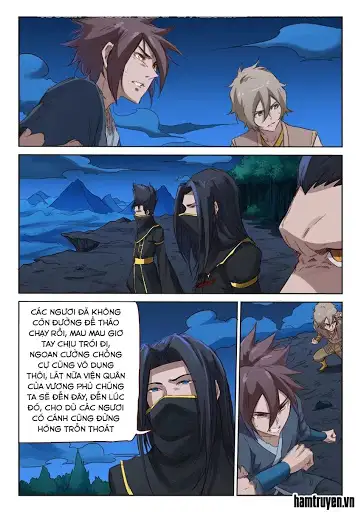 CÁC NGƯƠI ĐÃ KHÔNG
CÒN ĐƯỜNG ĐỂ THÁO
CHẠY RỒI, MAU MAU GIƠ
TAY CHỊU TRÓI ĐI,
NGOAN CƯỜNG CHỐNG
CỰ CŨNG VÔ DỤNG
THÔI, LÁT NỮA VIỆN QUÂN
CỦA VƯƠNG PHỦ CHÚNG
TA SẼ ĐẾN ĐÂY, ĐẾN LÚC
ĐÓ, CHO DÙ CÁC NGƯƠI
CÓ CÁNH CŨNG ĐỪNG
HÒNG TRỐN THOÁT
hamtruyen.vn